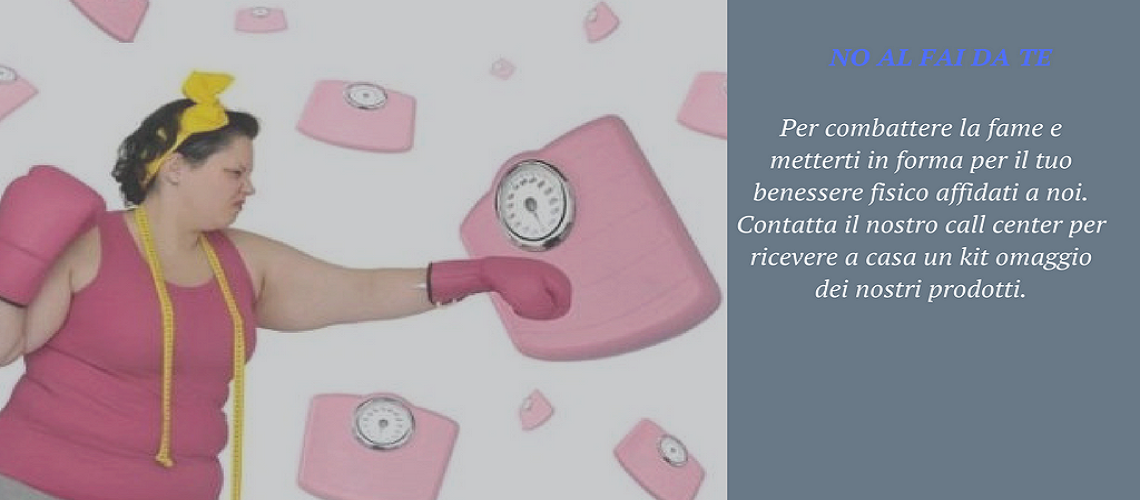 NO AL FAI DA TE
Per combattere la fame e
metterti in forma per il tuo
benessere fisico affidati a noi.
Contatta il nostro call center per
ricevere a casa un kit omaggio
dei nostri prodotti.